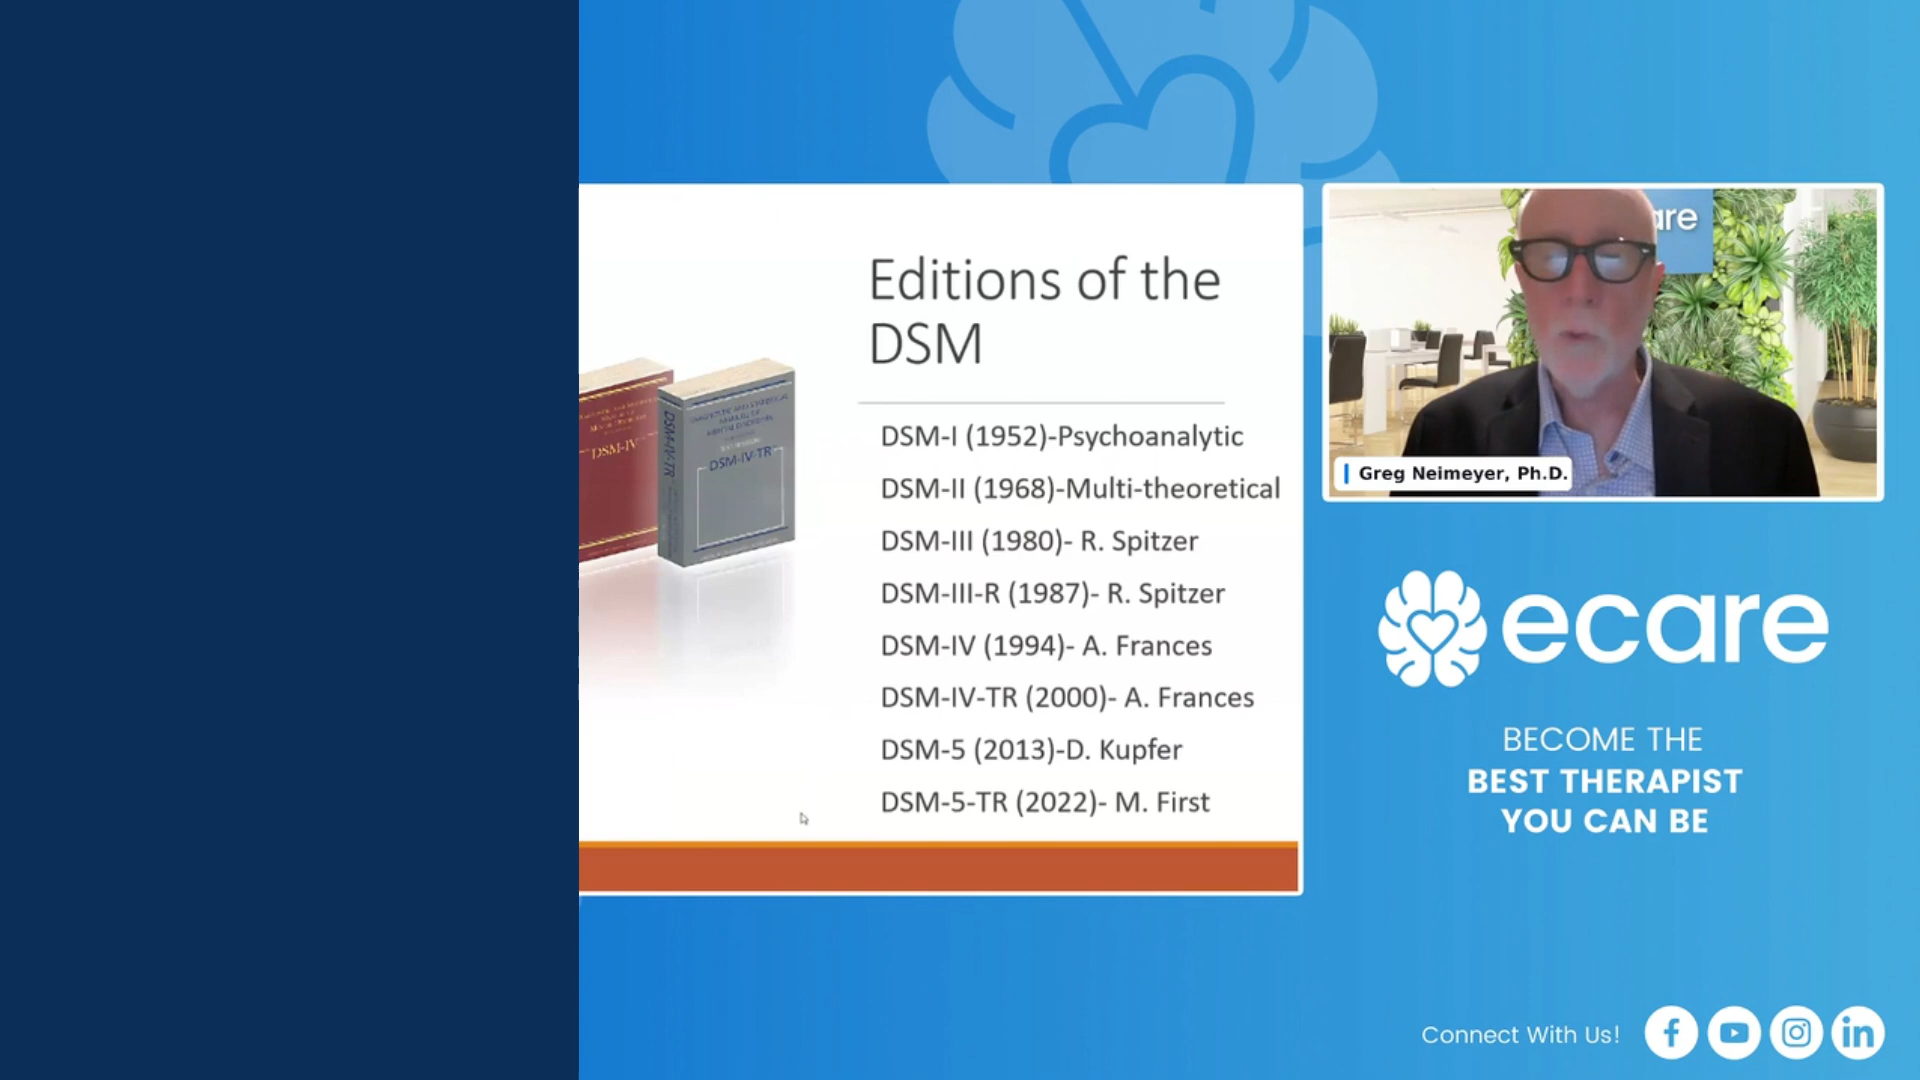 Editions of the
DSM
DSM-I (1952)-Psychoanalytic
DSM-II (1968)-Multi-theoretical
DSM-III (1980)- R. Spitzer
DSM-III-R (1987)- R. Spitzer
DSM-IV (1994)- A. Frances
DSM-IV-TR (2000)- A. Frances
DSM-5 (2013)-D. Kupfer
DSM-5-TR (2022)- M. First
DSM-IV
DSM-IV-TR
DSM-IV-TR
are
Greg Neimeyer, Ph.D.
ecare
BECOME THE
BEST THERAPIST
YOU CAN BE
Connect With Us!